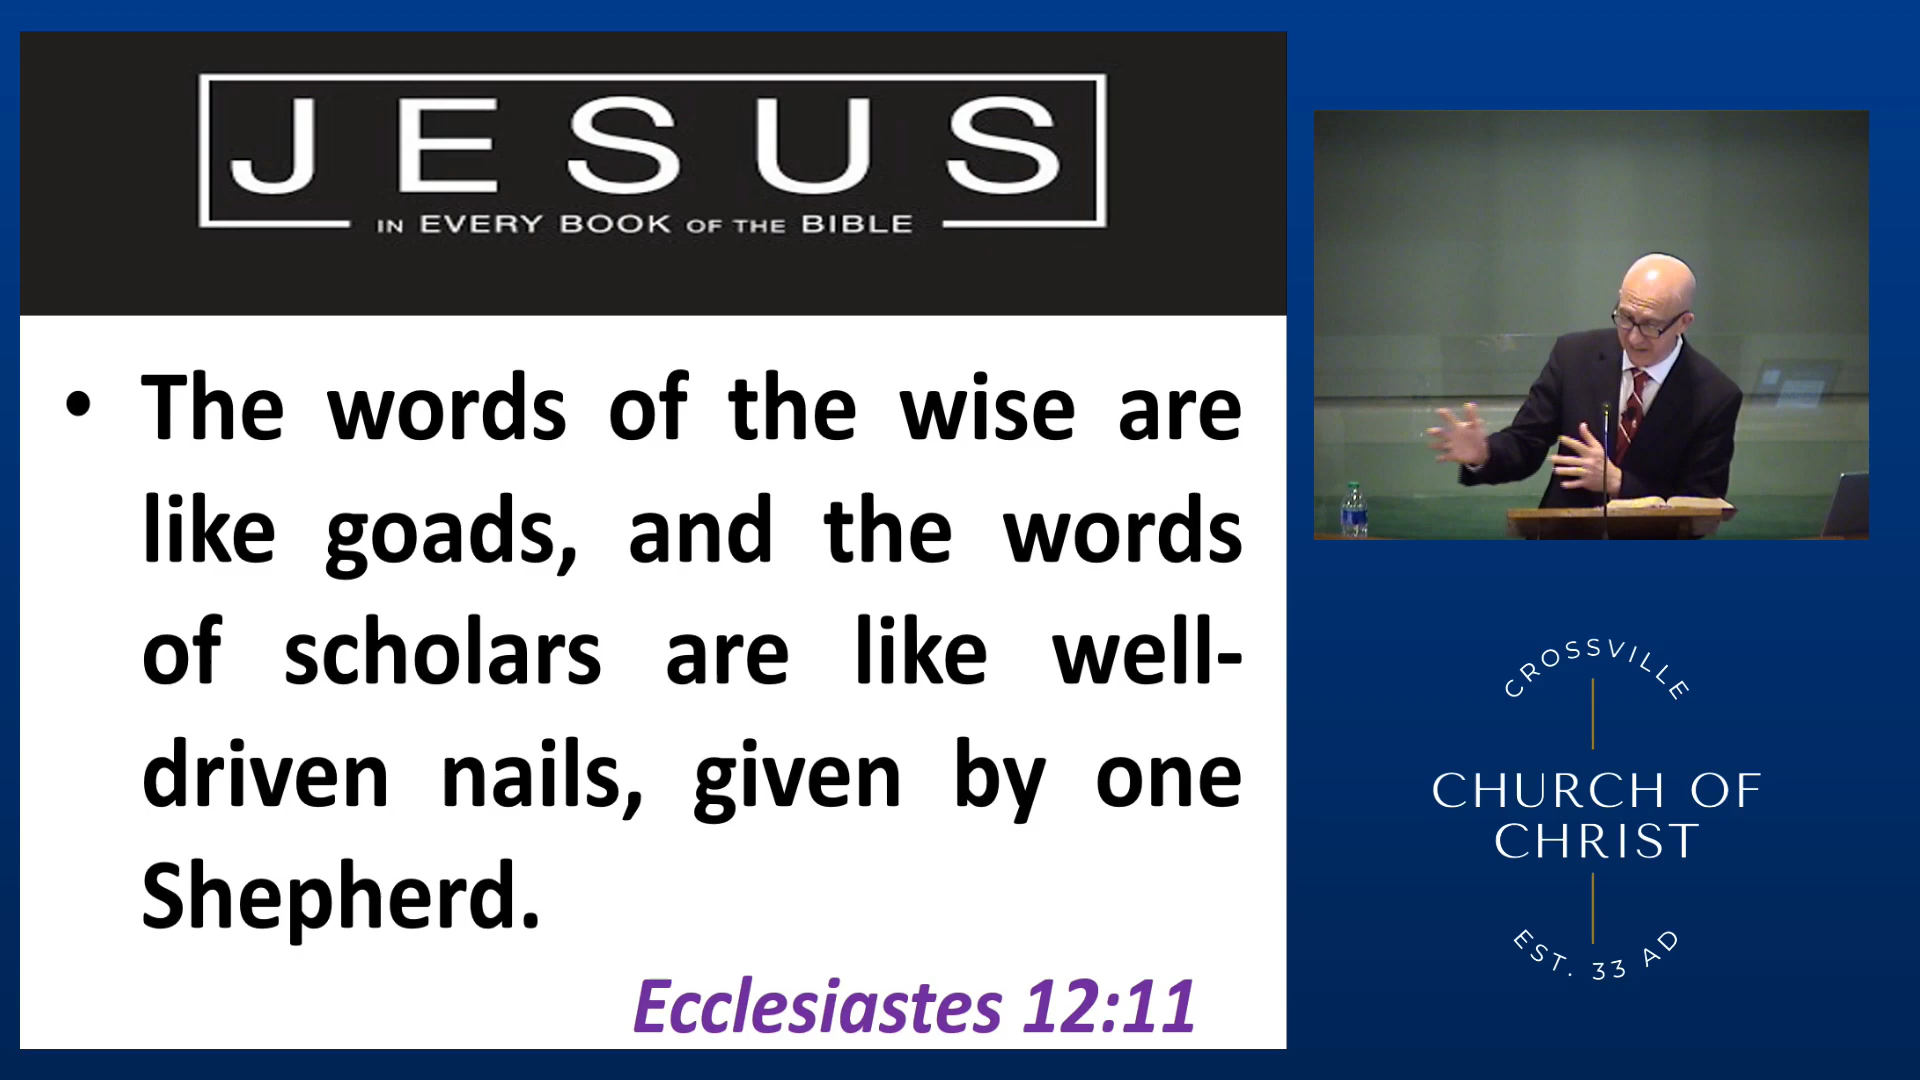 JESUS
IN EVERY BOOK OF THE BIBLE
• The words of the wise are
like goads, and the words
of scholars are like well-
driven nails, given by one
Shepherd.
Ecclesiastes 12:11
CROSSVILLE
CHURCH OF
CHRIST
EST. 33 AD